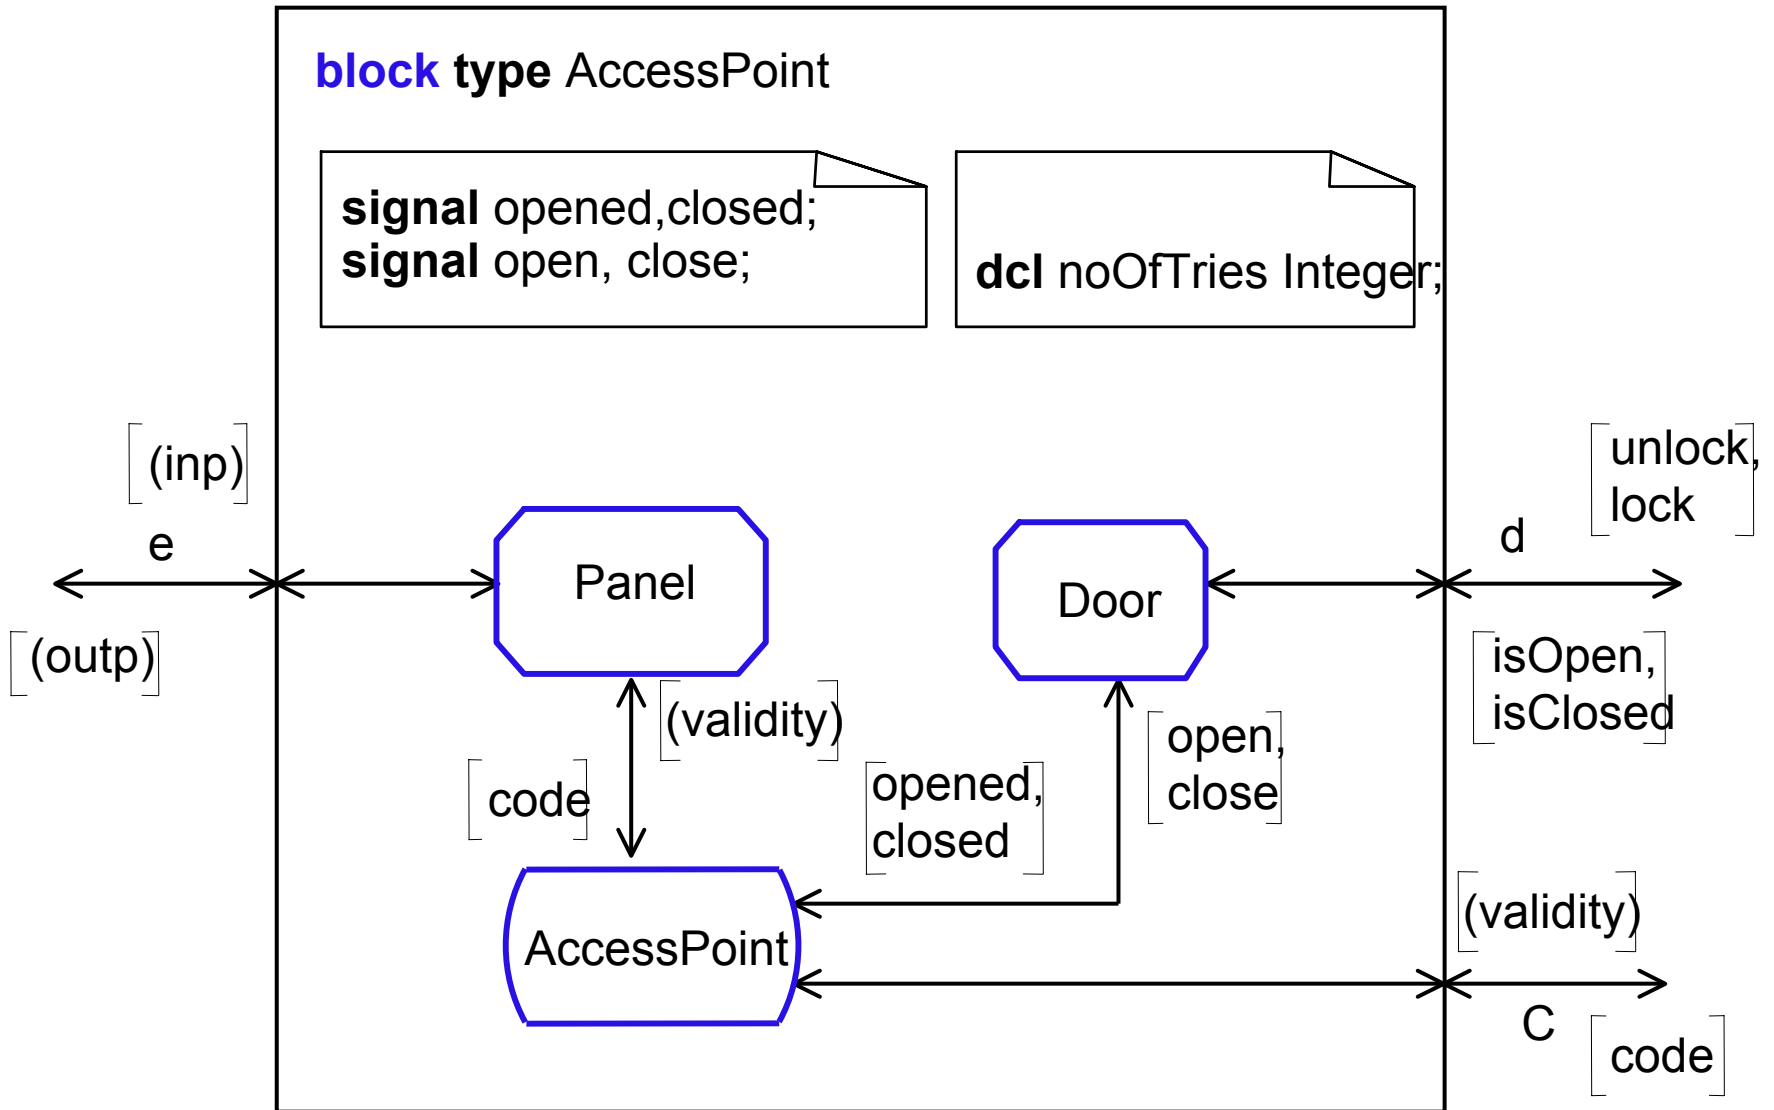 block type AccessPoint
signal opened,closed;
signal open, close;
dcl noOfTries Integer;
[(inp)]
e
[(outp)]
[unlock,
lock]
d
[isOpen,
isClosed]
Panel
Door
[(validity)]
[code]
[opened,
closed]
[open,
close]
AccessPoint
[(validity)]
C
[code]